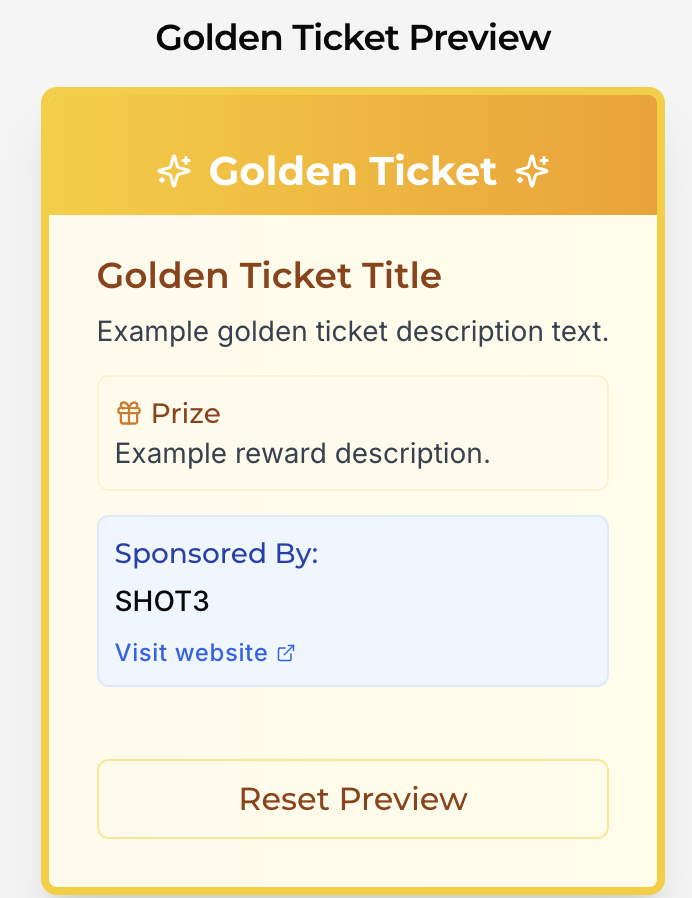 Golden Ticket Preview
Golden Ticket
Golden Ticket Title
Example golden ticket description text.
Prize
Example reward description.
Sponsored By:
SHOT3
Visit website
Reset Preview